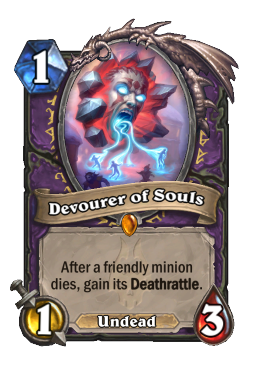 1
Devourer of Souls
After a friendly minion
dies, gain its Deathrattle.
1
Undead
3